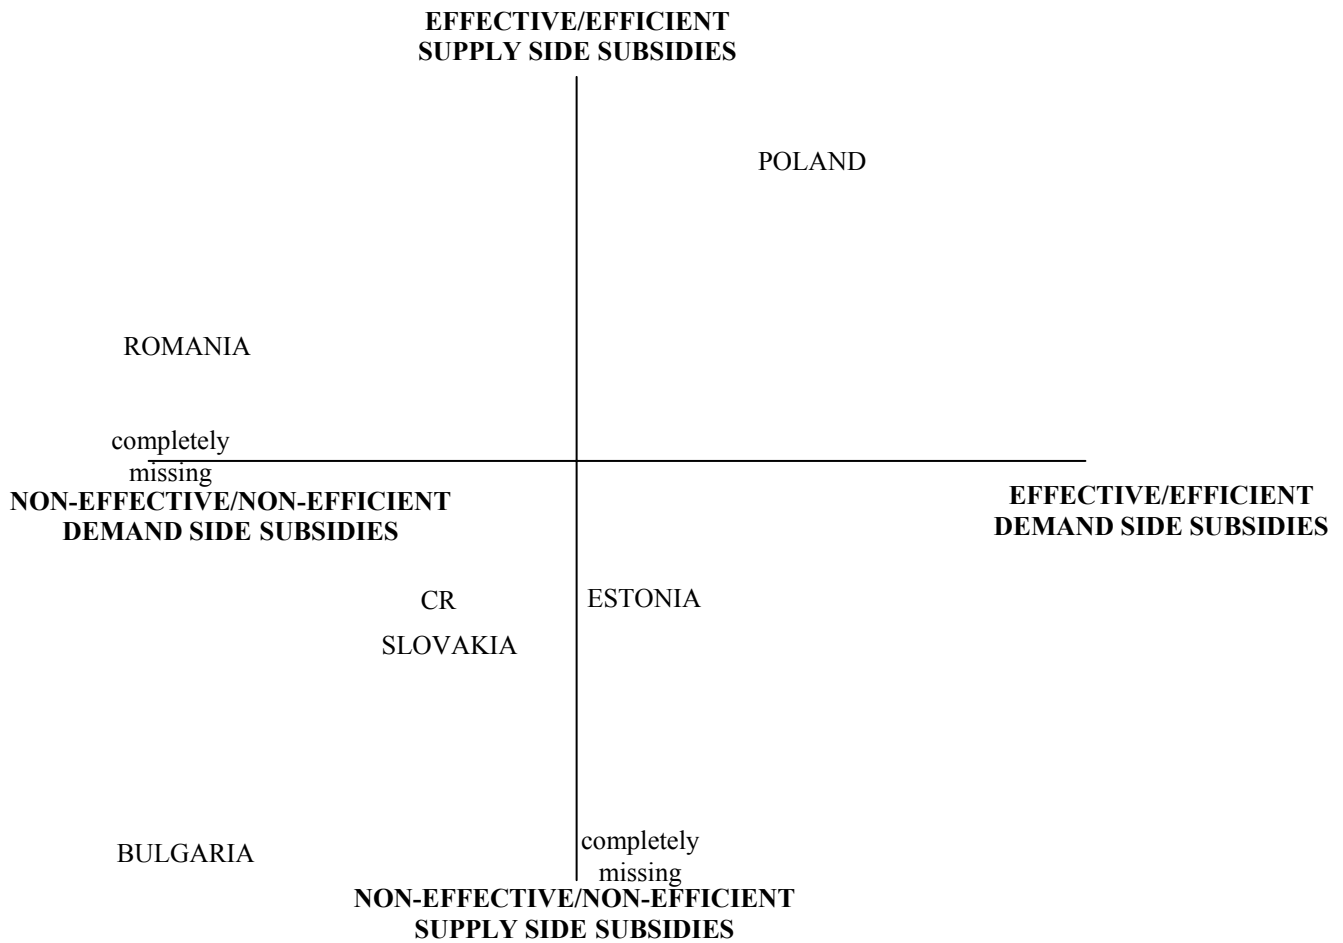 EFFECTIVE/EFFICIENT
SUPPLY SIDE SUBSIDIES
POLAND
ROMANIA
completely
missing
NON-EFFECTIVE/NON-EFFICIENT
DEMAND SIDE SUBSIDIES
EFFECTIVE/EFFICIENT
DEMAND SIDE SUBSIDIES
CR
ESTONIA
SLOVAKIA
BULGARIA
completely
missing
NON-EFFECTIVE/NON-EFFICIENT
SUPPLY SIDE SUBSIDIES